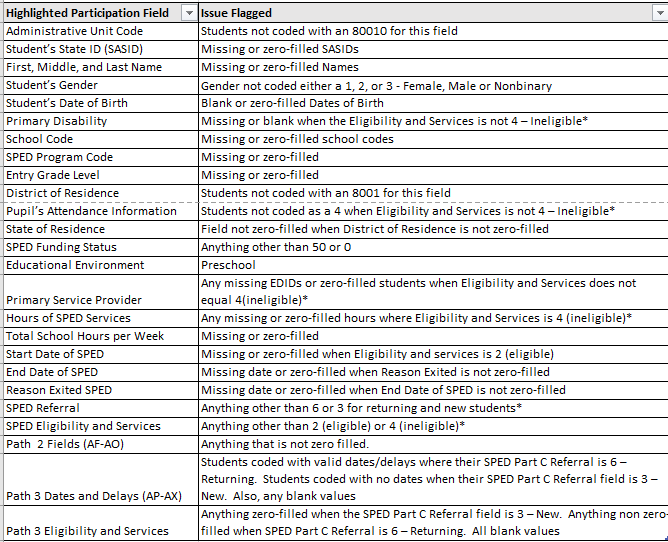 Highlighted Participation Field Issue Flagged
Administrative Unit Code Students not coded with an 80010 for this field
Student's State ID (SASID) Missing or zero-filled SASIDs
First, Middle, and Last Name Missing or zero-filled Names
Student's Gender Gender not coded either a 1, 2, or 3 - Female, Male or Nonbinary
Student's Date of Birth Blank or zero-filled Dates of Birth
Primary Disability Missing or blank when the Eligibility and Services is not 4 – Ineligible*
School Code Missing or zero-filled school codes
SPED Program Code Missing or zero-filled
Entry Grade Level Missing or zero-filled
District of Residence Students not coded with an 8001 for this field
Pupil's Attendance Information Students not coded as a 4 when Eligibility and Services is not 4 – Ineligible*
State of Residence Field not zero-filled when District of Residence is not zero-filled
SPED Funding Status Anything other than 50 or 0
Educational Environment Preschool
Any missing EDIDs or zero-filled students when Eligibility and Services does not
Primary Service Provider equal 4(ineligible)*
Hours of SPED Services Any missing or zero-filled hours where Eligibility and Services is 4 (ineligible)*
Total School Hours per Week Missing or zero-filled
Start Date of SPED Missing or zero-filled when Eligibility and services is 2 (eligible)
End Date of SPED Missing date or zero-filled when Reason Exited is not zero-filled
Reason Exited SPED Missing date or zero-filled when End Date of SPED is not zero-filled
SPED Referral Anything other than 6 or 3 for returning and new students*
SPED Eligibility and Services Anything other than 2 (eligible) or 4 (ineligible)*
Path  2 Fields (AF-AO) Anything that is not zero filled.
Students coded with valid dates/delays where their SPED Part C Referral is 6 –
Returning.  Students coded with no dates when their SPED Part C Referral field is 3 –
Path 3 Dates and Delays (AP-AX) New.  Also, any blank values
Anything zero-filled when the SPED Part C Referral field is 3 – New.  Anything non zero-
Path 3 Eligibility and Services filled when SPED Part C Referral is 6 – Returning.  All blank values